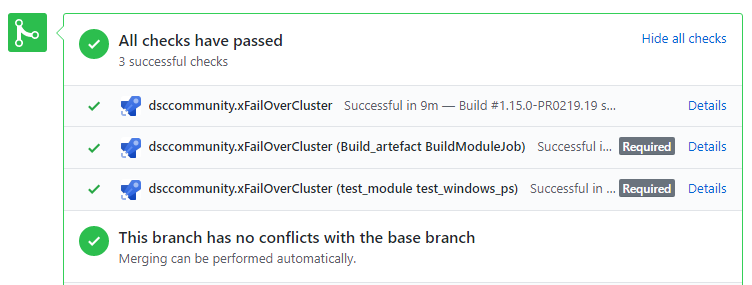 All checks have passed
Hide all checks
3 successful checks
dsccommunity.xFailOverCluster Successful in 9m — Build #1.15.0-PR0219.19 s... Details
dsccommunity.xFailOverCluster (Build_artefact BuildModuleJob) Successful i... Required Details
dsccommunity.xFailOverCluster (test_module test_windows_ps) Successful in ... Required Details
This branch has no conflicts with the base branch
Merging can be performed automatically.